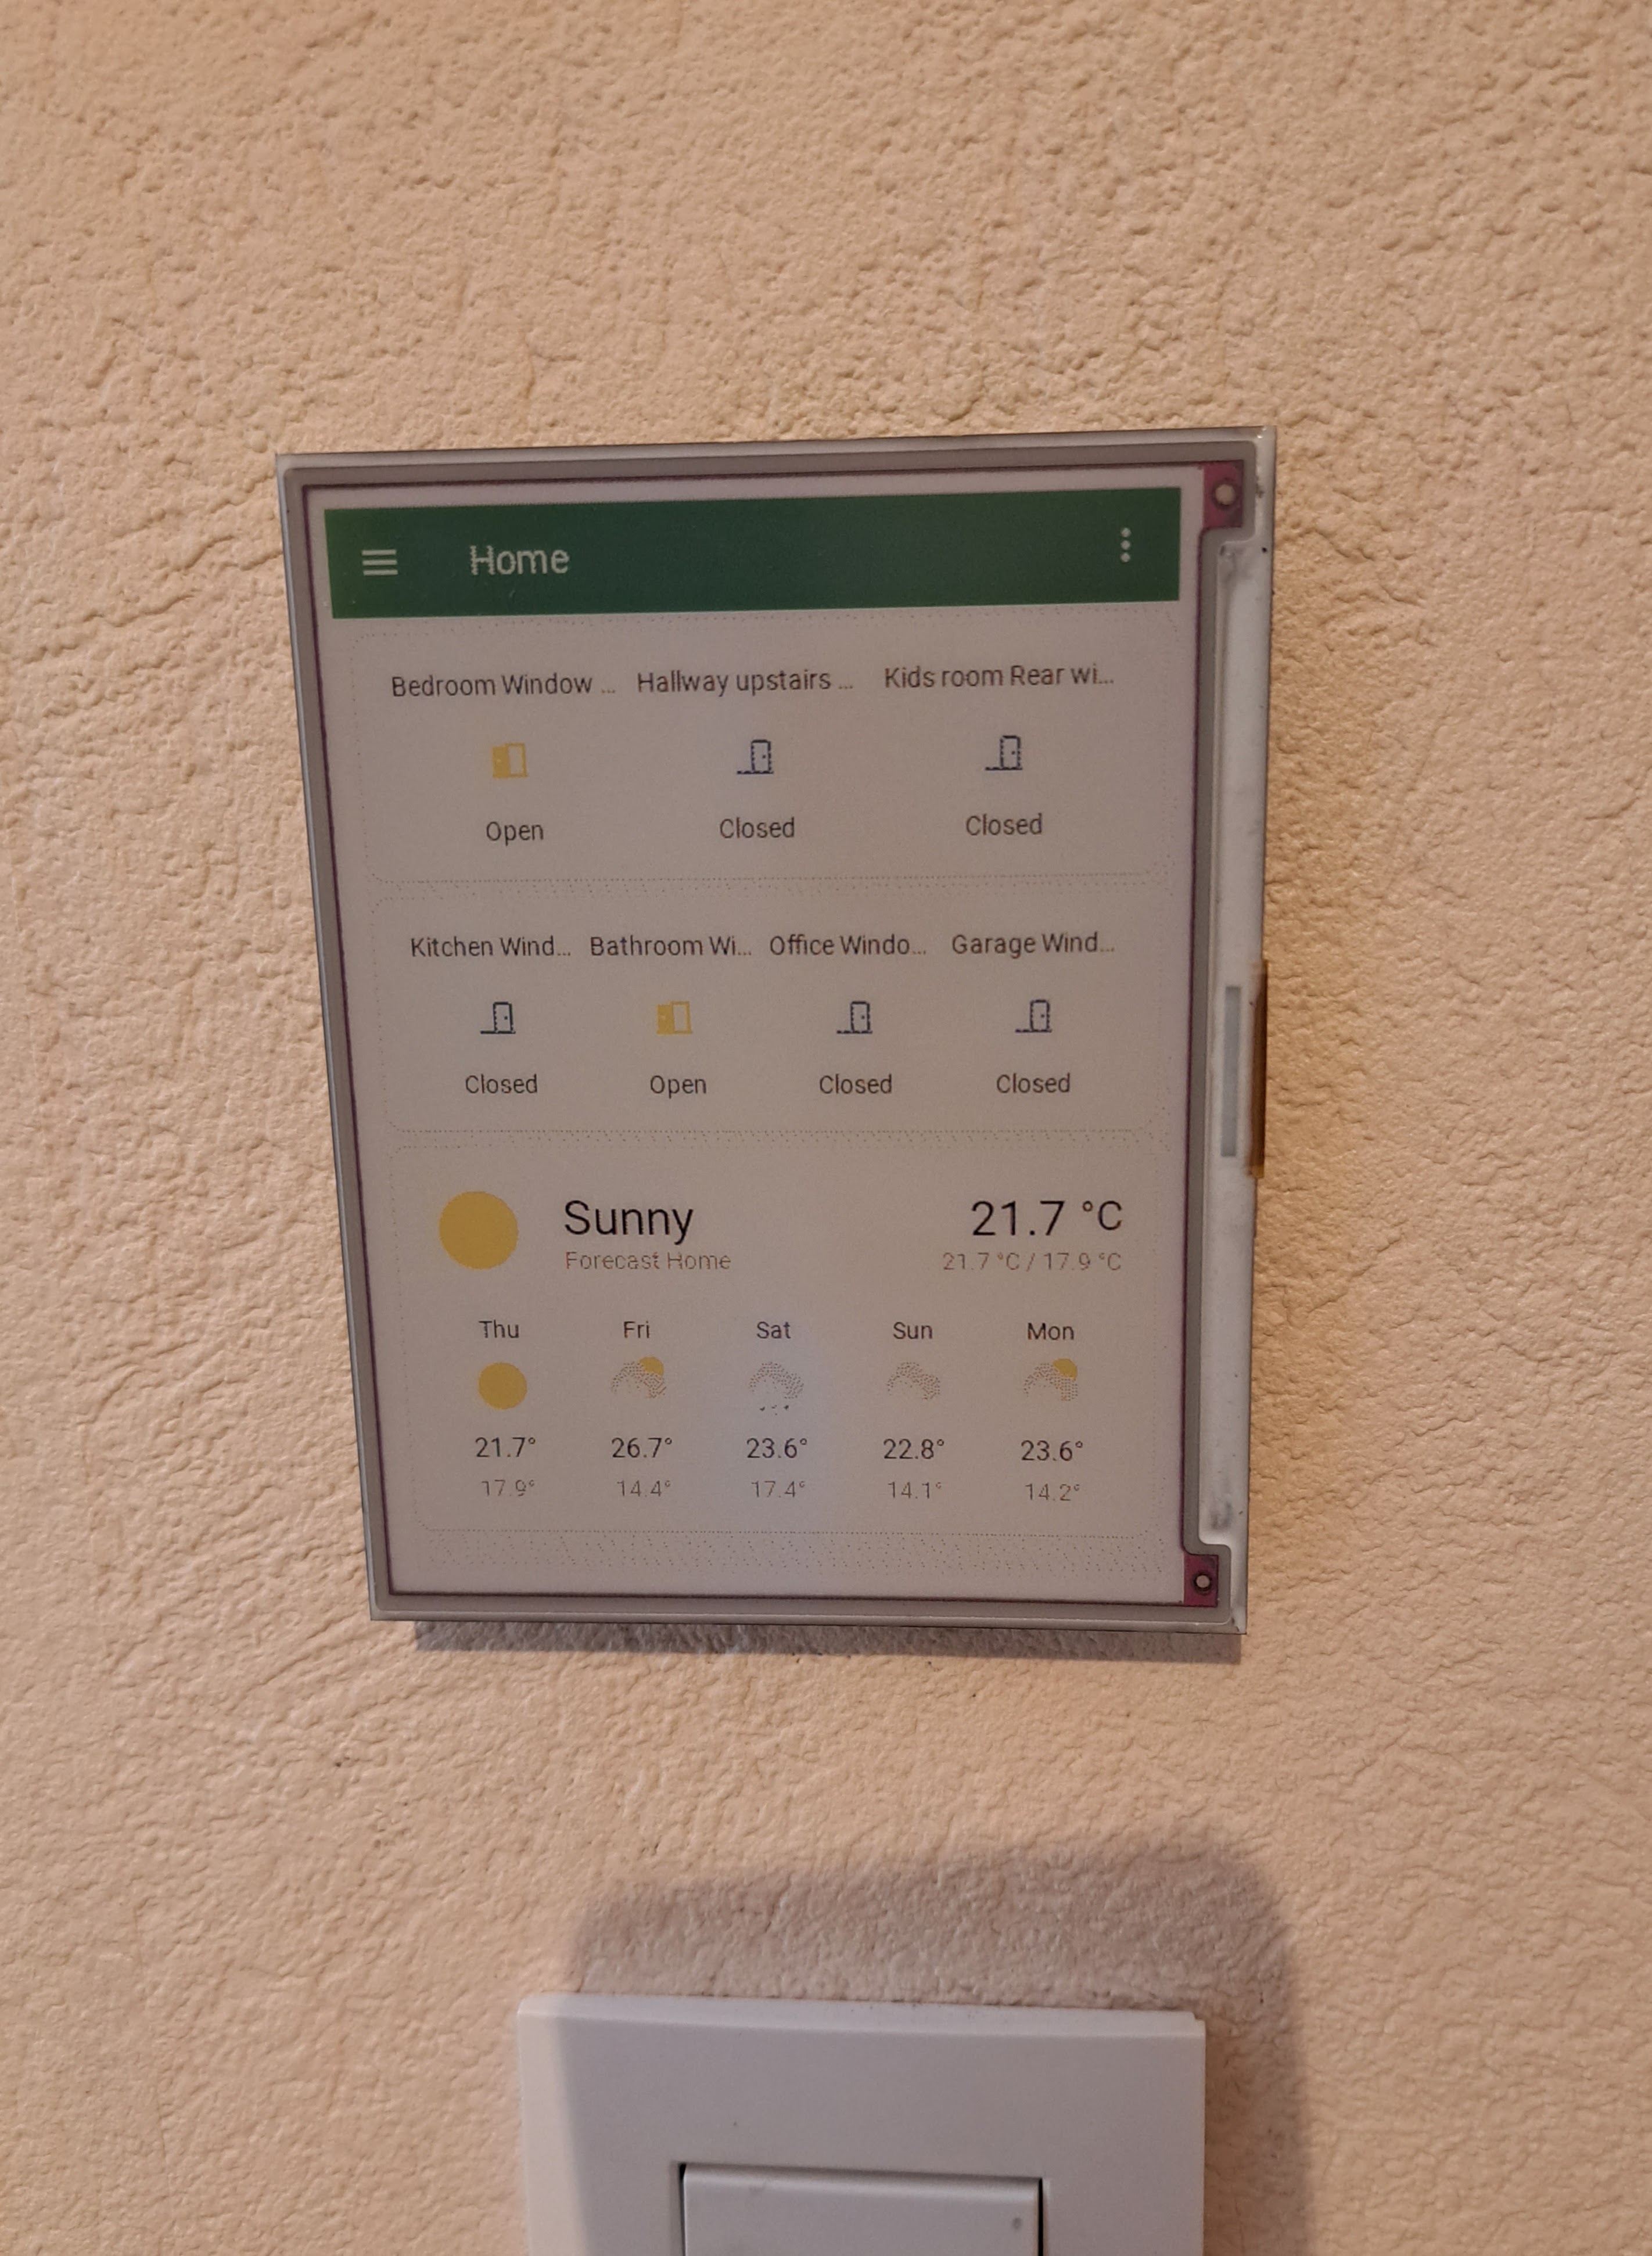 Home
Bedroom Window ... Hallway upstairs ... Kids room Rear wi...
Open Closed Closed
Kitchen Wind... Bathroom Wi... Office Windo... Garage Wind...
Closed Open Closed Closed
Sunny 21.7 °C
Forecast Home 21.7 °C / 17.9 °C
Thu Fri Sat Sun Mon
21.7° 26.7° 23.6° 22.8° 23.6°
17.9° 14.4° 17.4° 14.1° 14.2°